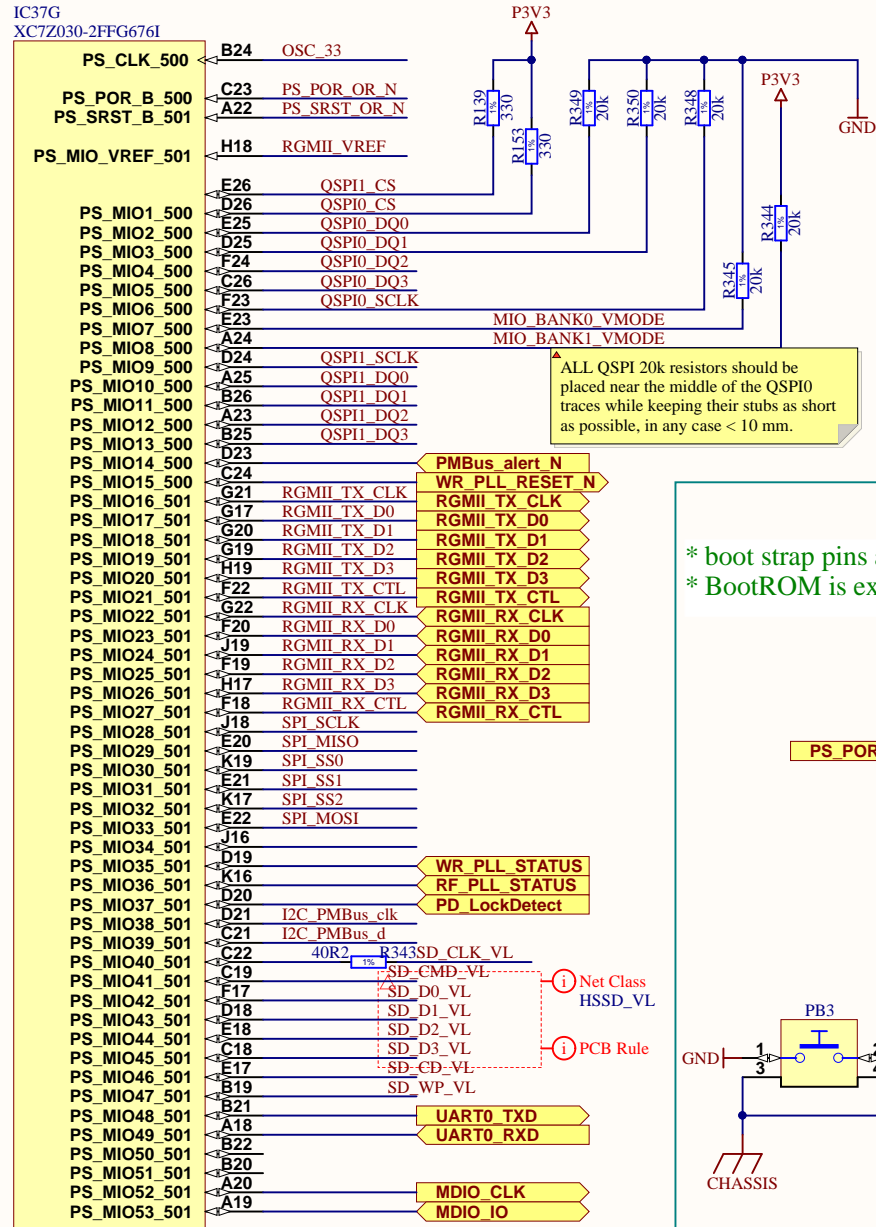 IC37G
XC7Z030-2FFG676I
PS_CLK_500 B24 OSC_33
PS_POR_B_500 C23 PS_POR_OR_N
PS_SRST_B_501 A22 PS_SRST_OR_N
PS_MIO_VREF_501 H18 RGMII_VREF
E26 QSPI1_CS
PS_MIO1_500 D26 QSPI0_CS
PS_MIO2_500 E25 QSPI0_DQ0
PS_MIO3_500 D25 QSPI0_DQ1
PS_MIO4_500 F24 QSPI0_DQ2
PS_MIO5_500 C26 QSPI0_DQ3
PS_MIO6_500 F23 QSPI0_SCLK
PS_MIO7_500 E23 MIO_BANK0_VMODE
PS_MIO8_500 A24 MIO_BANK1_VMODE
PS_MIO9_500 D24 QSPI1_SCLK
PS_MIO10_500 A25 QSPI1_DQ0
PS_MIO11_500 B26 QSPI1_DQ1
PS_MIO12_500 A23 QSPI1_DQ2
PS_MIO13_500 B25 QSPI1_DQ3
PS_MIO14_500 D23 PMBus_alert_N
PS_MIO15_500 C24 WR_PLL_RESET_N
PS_MIO16_501 G21 RGMII_TX_CLK RGMII_TX_CLK
PS_MIO17_501 G17 RGMII_TX_D0 RGMII_TX_D0
PS_MIO18_501 G20 RGMII_TX_D1 RGMII_TX_D1
PS_MIO19_501 G19 RGMII_TX_D2 RGMII_TX_D2
PS_MIO20_501 H19 RGMII_TX_D3 RGMII_TX_D3
PS_MIO21_501 F22 RGMII_TX_CTL RGMII_TX_CTL
PS_MIO22_501 G22 RGMII_RX_CLK RGMII_RX_CLK
PS_MIO23_501 F20 RGMII_RX_D0 RGMII_RX_D0
PS_MIO24_501 J19 RGMII_RX_D1 RGMII_RX_D1
PS_MIO25_501 F19 RGMII_RX_D2 RGMII_RX_D2
PS_MIO26_501 H17 RGMII_RX_D3 RGMII_RX_D3
PS_MIO27_501 F18 RGMII_RX_CTL RGMII_RX_CTL
PS_MIO28_501 J18 SPI_SCLK
PS_MIO29_501 E20 SPI_MISO
PS_MIO30_501 K19 SPI_SS0
PS_MIO31_501 E21 SPI_SS1
PS_MIO32_501 K17 SPI_SS2
PS_MIO33_501 E22 SPI_MOSI
PS_MIO34_501 J16
PS_MIO35_501 D19 WR_PLL_STATUS
PS_MIO36_501 K16 RF_PLL_STATUS
PS_MIO37_501 D20 PD_LockDetect
PS_MIO38_501 D21 I2C_PMBus_clk
PS_MIO39_501 C21 I2C_PMBus_d
PS_MIO40_501 C22 40R2 1% R343 SD_CLK_VL
PS_MIO41_501 C19 SD_CMD_VL
PS_MIO42_501 F17 SD_D0_VL
PS_MIO43_501 D18 SD_D1_VL
PS_MIO44_501 E18 SD_D2_VL
PS_MIO45_501 C18 SD_D3_VL
PS_MIO46_501 E17 SD_CD_VL
PS_MIO47_501 B19 SD_WP_VL
PS_MIO48_501 B21 UART0_TXD
PS_MIO49_501 A18 UART0_RXD
PS_MIO50_501 B22
PS_MIO51_501 B20
PS_MIO52_501 A20 MDIO_CLK
PS_MIO53_501 A19 MDIO_IO
P3V3
R139 1% 330
R153 1% 330
R349 1% 20k
R350 1% 20k
R348 1% 20k
P3V3
GND
R344 1% 20k
R345 1% 20k
ALL QSPI 20k resistors should be
placed near the middle of the QSPI0
traces while keeping their stubs as short
as possible, in any case < 10 mm.
* boot strap pins
* BootROM is ex
PS_POR
i Net Class
HSSD_VL
i PCB Rule
PB3
GND 1
3
CHASSIS